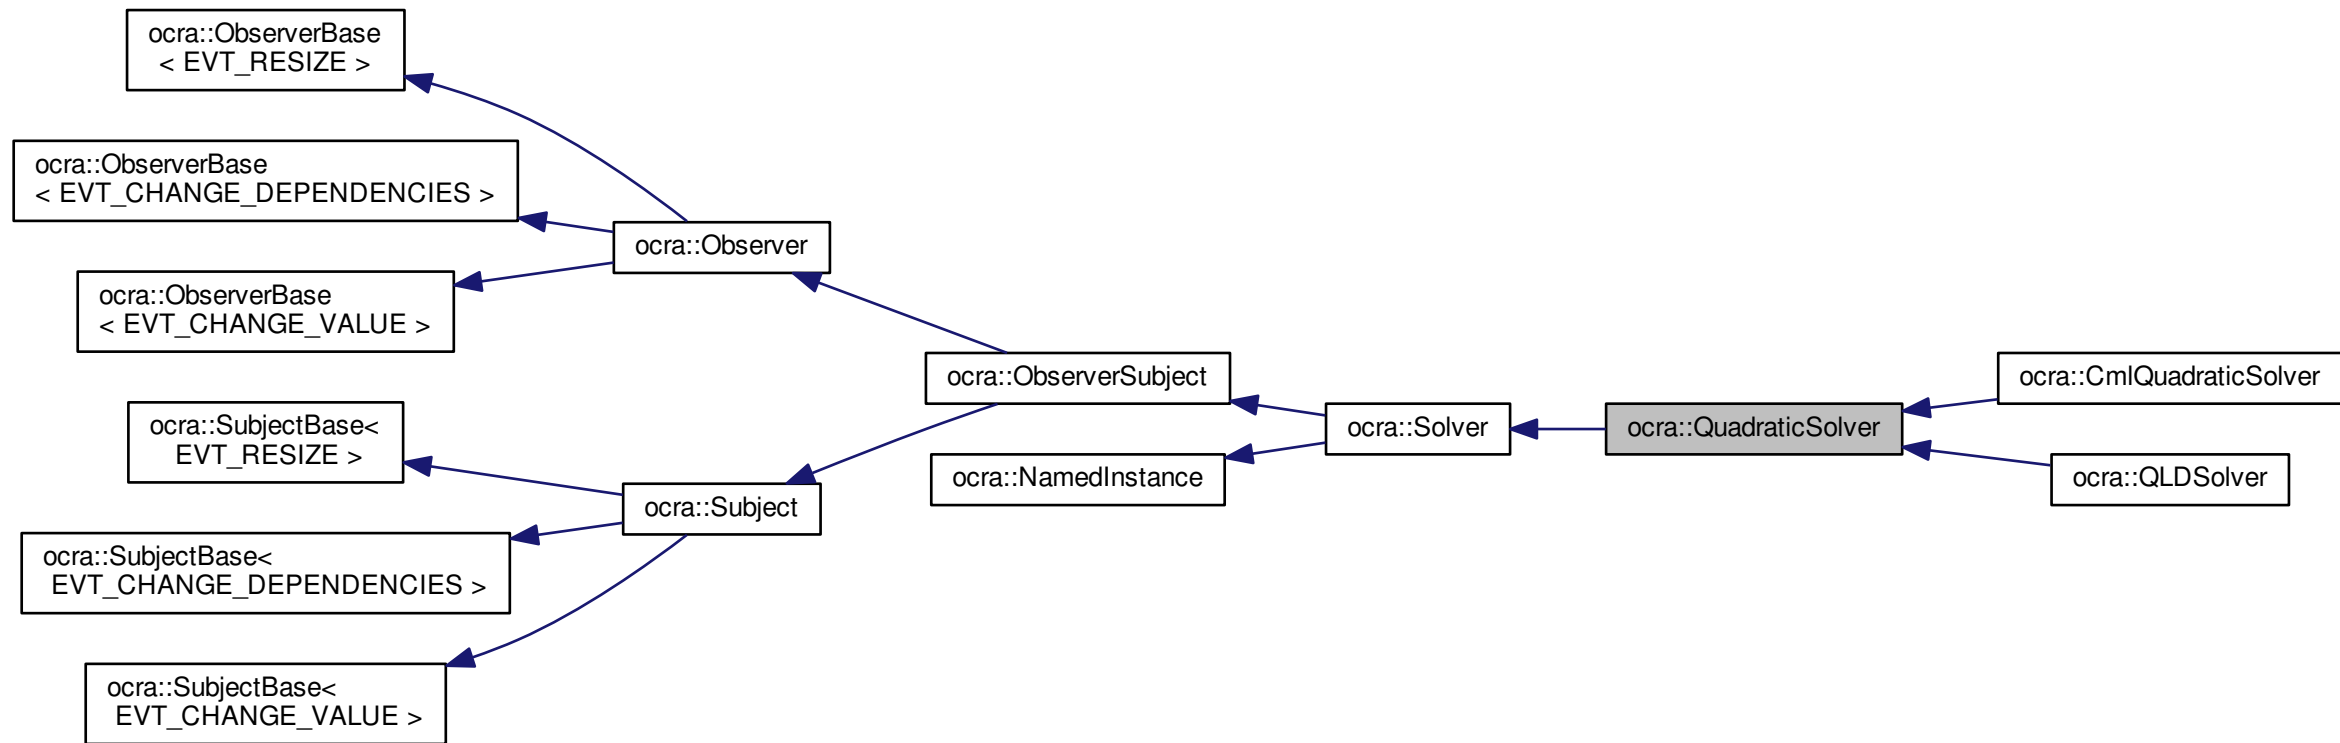 ocra::ObserverBase
< EVT_RESIZE >
ocra::ObserverBase
< EVT_CHANGE_DEPENDENCIES >
ocra::ObserverBase
< EVT_CHANGE_VALUE >
ocra::SubjectBase<
EVT_RESIZE >
ocra::SubjectBase<
EVT_CHANGE_DEPENDENCIES >
ocra::SubjectBase<
EVT_CHANGE_VALUE >
ocra::Observer
ocra::Subject
ocra::ObserverSubject
ocra::NamedInstance
ocra::Solver
ocra::QuadraticSolver
ocra::CmlQuadraticSolver
ocra::QLDSolver